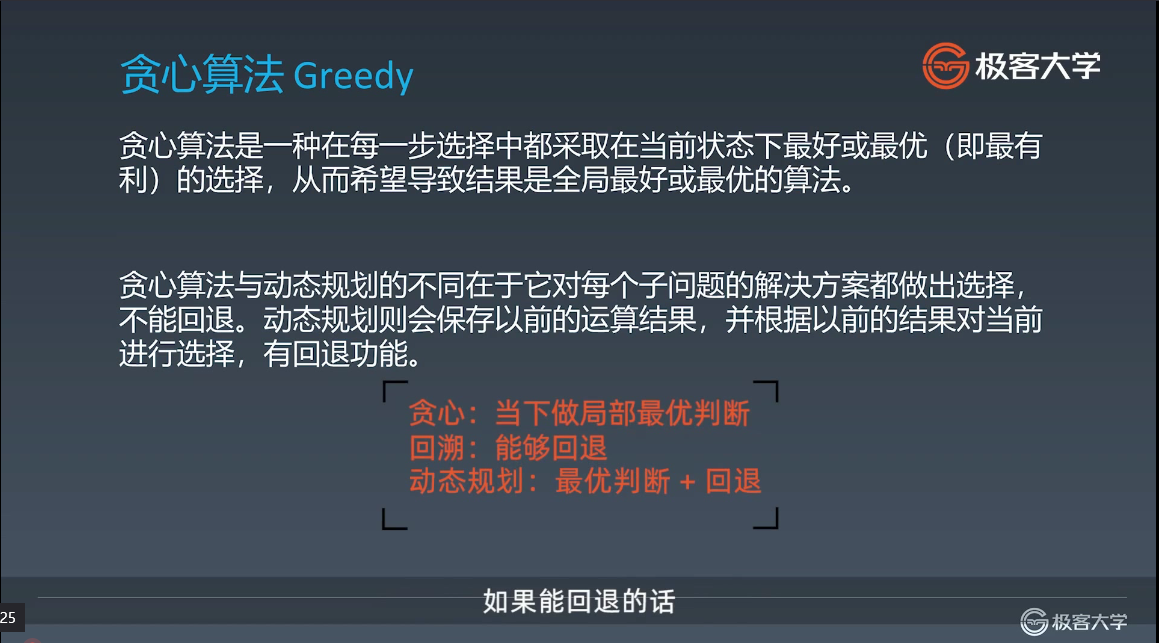 贪心算法 Greedy
极客大学
贪心算法是一种在每一步选择中都采取在当前状态下最好或最优（即最有
利）的选择，从而希望导致结果是全局最好或最优的算法。
贪心算法与动态规划的不同在于它对每个子问题的解决方案都做出选择，
不能回退。动态规划则会保存以前的运算结果，并根据以前的结果对当前
进行选择，有回退功能。
贪心：当下做局部最优判断
回溯：能够回退
动态规划：最优判断 + 回退
如果能回退的话
25
极客大学